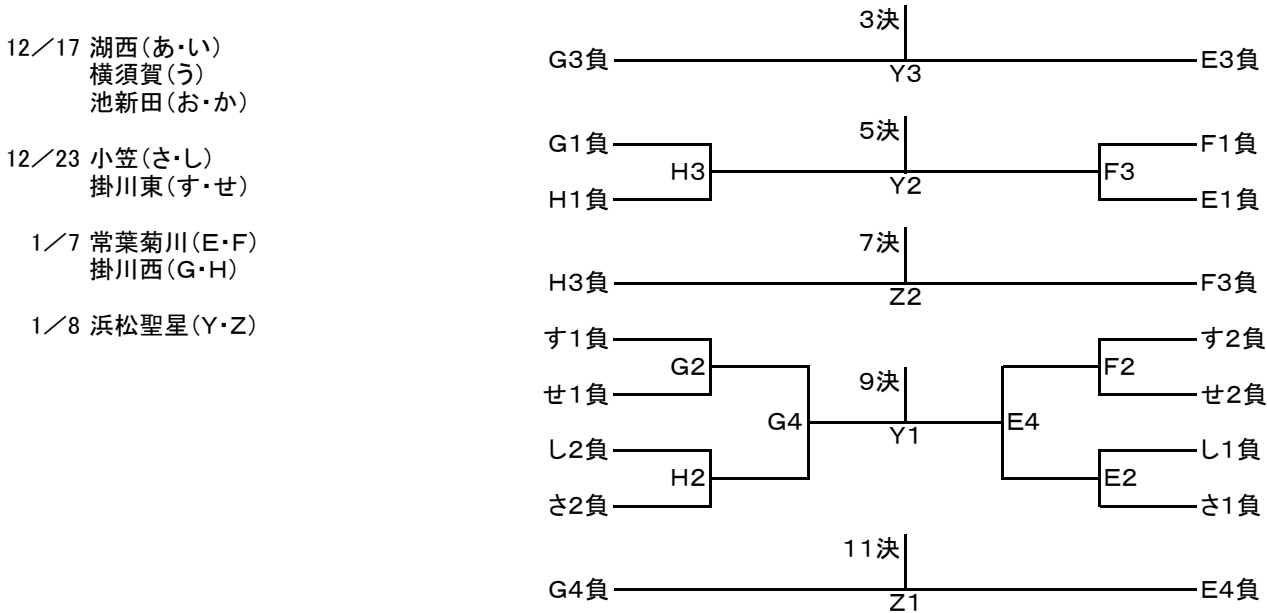 12／17 湖西（あ・い）
横須賀（う）
池新田（お・か）
12／23 小笠（さ・し）
掛川東（す・せ）
1／7 常葉菊川（E・F）
掛川西（G・H）
1／8 浜松聖星（Y・Z）
３決
G3負 Y3 E3負
５決
G1負 F1負
H3 Y2 F3
H1負 E1負
７決
H3負 Z2 F3負
す1負 す2負
G2 F2
せ1負 ９決 せ2負
G4 Y1 E4
し2負 し1負
H2 E2
さ2負 さ1負
１１決
G4負 Z1 E4負